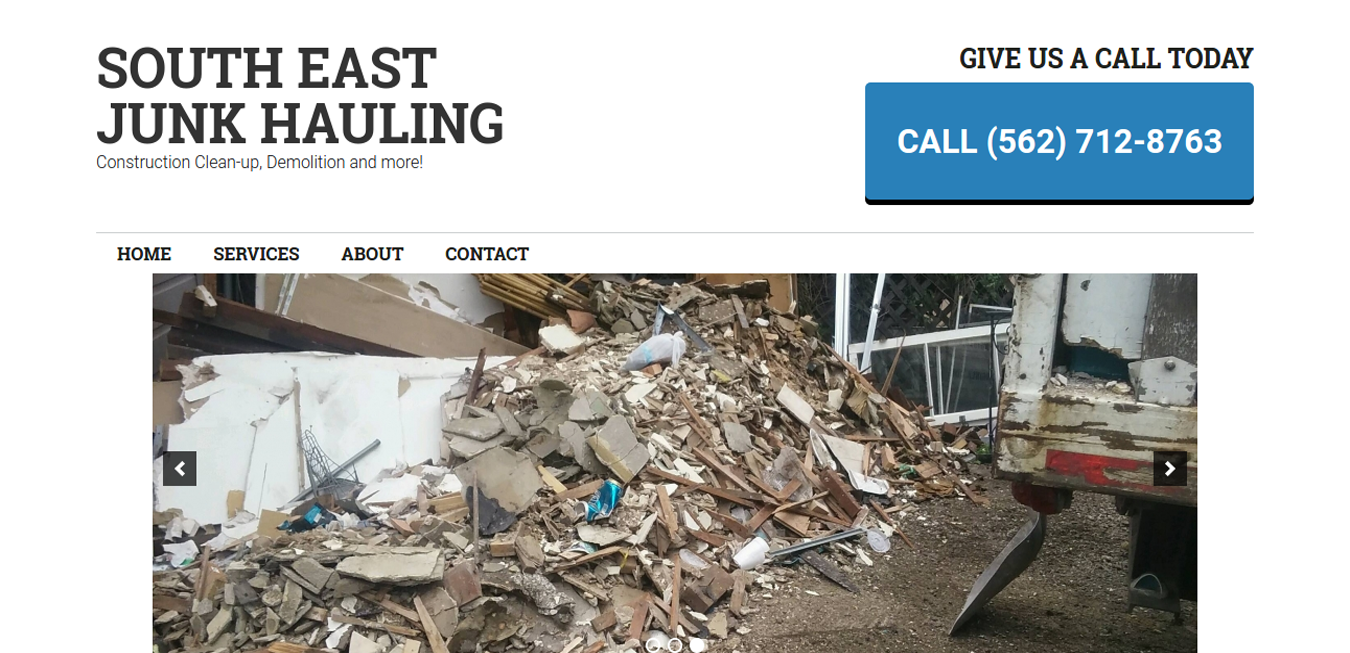 SOUTH EAST
JUNK HAULING
Construction Clean-up, Demolition and more!
GIVE US A CALL TODAY
CALL (562) 712-8763
HOME SERVICES ABOUT CONTACT